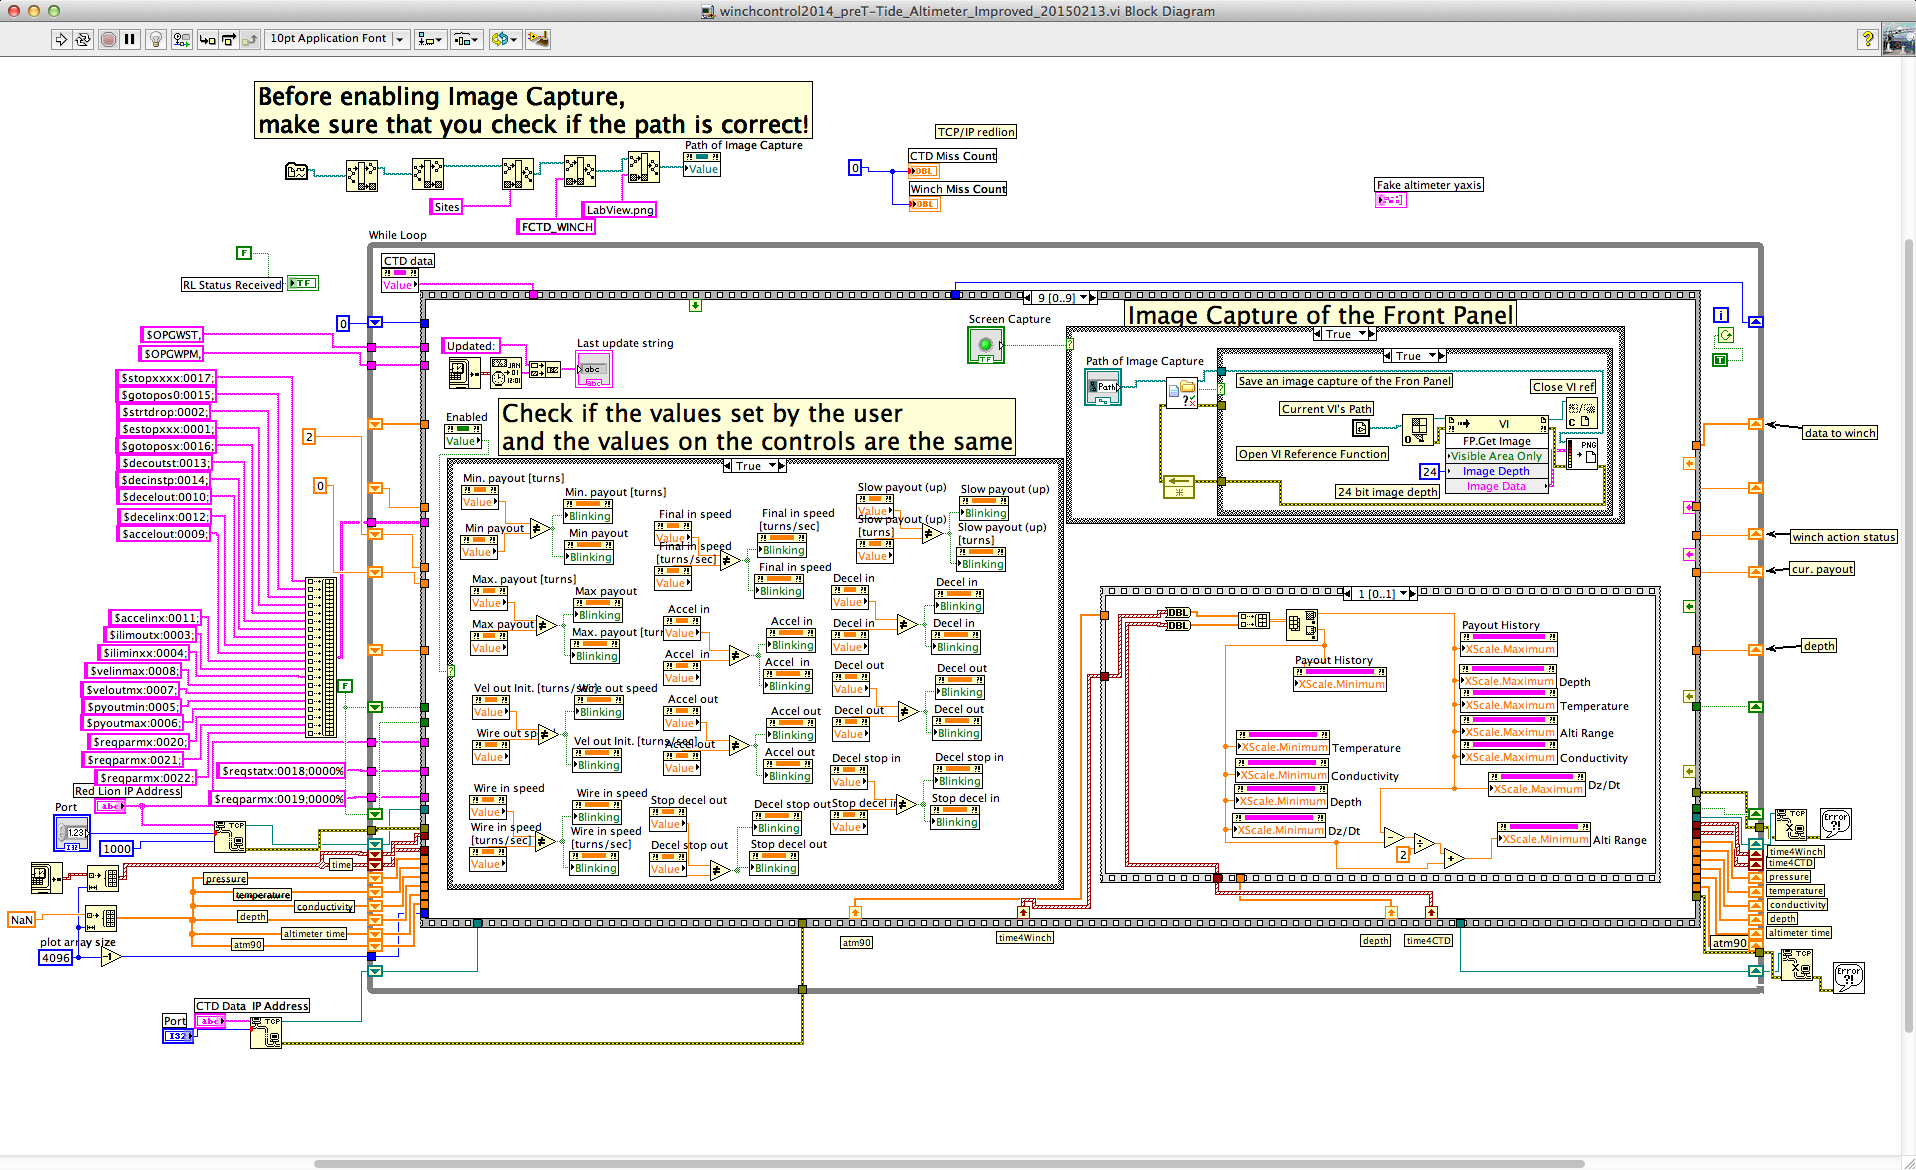 winchcontrol2014_preT-Tide_Altimeter_Improved_20150213.vi Block Diagram
10pt Application Font
?
Before enabling Image Capture,
make sure that you check if the path is correct!
Path of Image Capture
Value
Sites
LabView.png
FCTD_WINCH
TCP/IP redlion
CTD Miss Count
0
DBL
Winch Miss Count
DBL
Fake altimeter yaxis
While Loop
F
RL Status Received
TF
CTD data
Value
9 [0..9]
0
$OPGWST,
$OPGWPM,
$stopxxxx:0017;
$gotopos0:0015;
$strtdrop:0002;
$estopxxx:0001;
$gotoposx:0016;
$decoutst:0013;
$decinstp:0014;
$decelout:0010;
$decelinx:0012;
$accelout:0009;
2
0
$accelinx:0011;
$ilimoutx:0003;
$iliminxx:0004;
$velinmax:0008;
$veloutmx:0007;
$pyoutmin:0005;
$pyoutmax:0006;
$reqparmx:0020;
$reqparmx:0021;
$reqparmx:0022;
F
$reqstatx:0018;0000%
$reqparmx:0019;0000%
Red Lion IP Address
abc
Port
1.23
I32
1000
TCP
time
pressure
temperature
conductivity
depth
altimeter time
atm90
NaN
plot array size
4096
-1
CTD Data IP Address
abc
Port
I32
TCP
Updated:
Last update string
abc
abc
Enabled
Value
Check if the values set by the user
and the values on the controls are the same
True
Min. payout [turns]
Value
Min payout
Value
Min. payout [turns]
Blinking
Min payout
Blinking
Final in speed
Value
Final in speed
[turns/sec]
Value
Final in speed
[turns/sec]
Blinking
Final in speed
Blinking
Slow payout (up)
Value
Slow payout (up)
[turns]
Value
Slow payout (up)
Blinking
Slow payout (up)
[turns]
Blinking
Max. payout [turns]
Value
Max payout
Value
Max payout
Blinking
Blinking
Accel in
Value
Accel in
Value
Accel in
Blinking
Accel in
Blinking
Decel in
Value
Decel in
Value
Decel in
Blinking
Decel in
Blinking
Decel out
Value
Decel out
Value
Decel out
Blinking
Decel out
Blinking
Vel out Init. [turns/sec]
Value
Value
Wire out speed
Blinking
Vel out Init. [turns/sec]
Blinking
Accel out
Value
Accel out
Value
Accel out
Blinking
Accel out
Blinking
Decel stop in
Value
Stop decel in
Value
Decel stop in
Blinking
Stop decel in
Blinking
Wire in speed
Value
Wire in speed
[turns/sec]
Value
Wire in speed
Blinking
Wire in speed
[turns/sec]
Blinking
Stop decel out
Value
Decel stop out
Value
Decel stop out
Blinking
Stop decel out
Blinking
Screen Capture
TF
Image Capture of the Front Panel
True
Path of Image Capture
Path
True
Save an image capture of the Fron Panel
Close VI ref
Current VI's Path
Open VI Reference Function
VI
FP.Get Image
Visible Area Only
24
Image Depth
Image Data
24 bit image depth
PNG
1 [0..1]
DBL
DBL
Payout History
XScale.Minimum
Payout History
XScale.Maximum
XScale.Maximum Depth
XScale.Maximum Temperature
XScale.Maximum Alti Range
XScale.Maximum Conductivity
XScale.Maximum Dz/Dt
XScale.Minimum Temperature
XScale.Minimum Conductivity
XScale.Minimum Depth
XScale.Minimum Dz/Dt
2
XScale.Maximum Alti Range
atm90
time4Winch
depth
time4CTD
i
T
data to winch
winch action status
cur. payout
depth
TCP
Error
?!
time4Winch
time4CTD
pressure
temperature
conductivity
depth
altimeter time
atm90
TCP
Error
?!